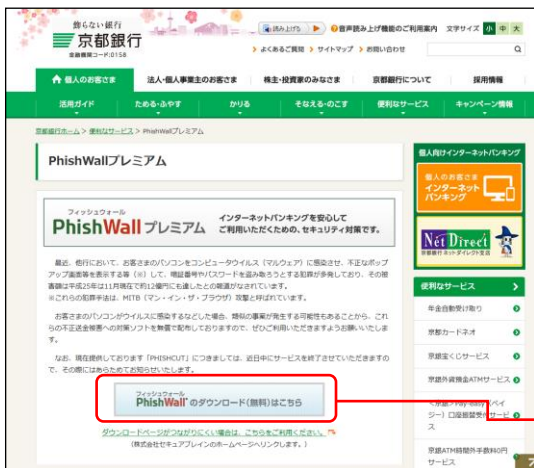 飾らない銀行
京都銀行
金融機関コード:0158
読み上げる
音声読み上げ機能のご利用案内
文字サイズ 小 中 大
よくあるご質問
サイトマップ
お問い合わせ
個人のお客さま
法人・個人事業主のお客さま
株主・投資家のみなさま
京都銀行について
採用情報
活用ガイド
ためる・ふやす
かりる
そなえる・のこす
便利なサービス
キャンペーン情報
京都銀行ホーム > 便利なサービス > PhishWallプレミアム
PhishWallプレミアム
フィッシュウォール
PhishWall プレミアム
インターネットバンキングを安心して
ご利用いただくための、セキュリティ対策です。
最近、他行において、お客さまのパソコンをコンピュータウイルス（マルウェア）に感染させ、不正なポップ
アップ画面等を表示する等（※）して、暗証番号やパスワードを盗み取ろうとする犯罪が発生しており、その被
害額は平成25年は11月現在で約12億円にも達したとの報道がなされています。
※これらの犯罪手法は、MITB（マン・イン・ザ・ブラウザ）攻撃と呼ばれています。
お客さまのパソコンがウイルスに感染するなどした場合、類似の事案が発生する可能性もあることから、これ
らの不正送金被害への対策ソフトを無償で配布しておりますので、ぜひご利用いただきますようお願いいたしま
す。
なお、現在提供しております「PHISHCUT」につきましては、近日中にサービスを終了させていただきますの
で、その際にはあらためてお知らせいたします。
フィッシュウォール
PhishWall のダウンロード（無料）はこちら
ダウンロードページがつながりにくい場合は、こちらをご利用ください。
（株式会社セキュアブレインのホームページへリンクします。）
個人向けインターネットバンキング
個人のお客さま
インターネット
バンキング
Net Direct
京都銀行 ネットダイレクト支店
便利なサービス
年金自動受け取り
京都カードネオ
京銀宝くじサービス
京銀外貨預金ATMサービス
＜京銀＞Pay-easy（ペイ
ジー）口座振替受付サービ
ス
京銀ATM時間外手数料0円
サービス